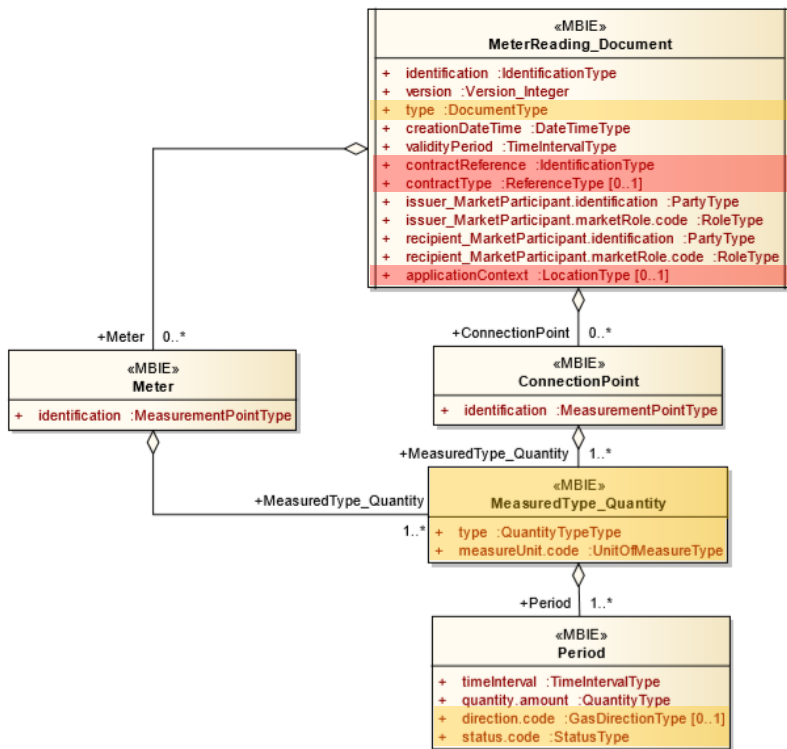 «MBIE»
MeterReading_Document
+ identification :IdentificationType
+ version :Version_Integer
+ type :DocumentType
+ creationDateTime :DateTimeType
+ validityPeriod :TimeIntervalType
+ contractReference :IdentificationType
+ contractType :ReferenceType [0..1]
+ issuer_MarketParticipant.identification :PartyType
+ issuer_MarketParticipant.marketRole.code :RoleType
+ recipient_MarketParticipant.identification :PartyType
+ recipient_MarketParticipant.marketRole.code :RoleType
+ applicationContext :LocationType [0..1]
+Meter 0..*
+ConnectionPoint 0..*
«MBIE»
Meter
+ identification :MeasurementPointType
«MBIE»
ConnectionPoint
+ identification :MeasurementPointType
+MeasuredType_Quantity 1..*
+MeasuredType_Quantity
1..*
«MBIE»
MeasuredType_Quantity
+ type :QuantityTypeType
+ measureUnit.code :UnitOfMeasureType
+Period 1..*
«MBIE»
Period
+ timeInterval :TimeIntervalType
+ quantity.amount :QuantityType
+ direction.code :GasDirectionType [0..1]
+ status.code :StatusType